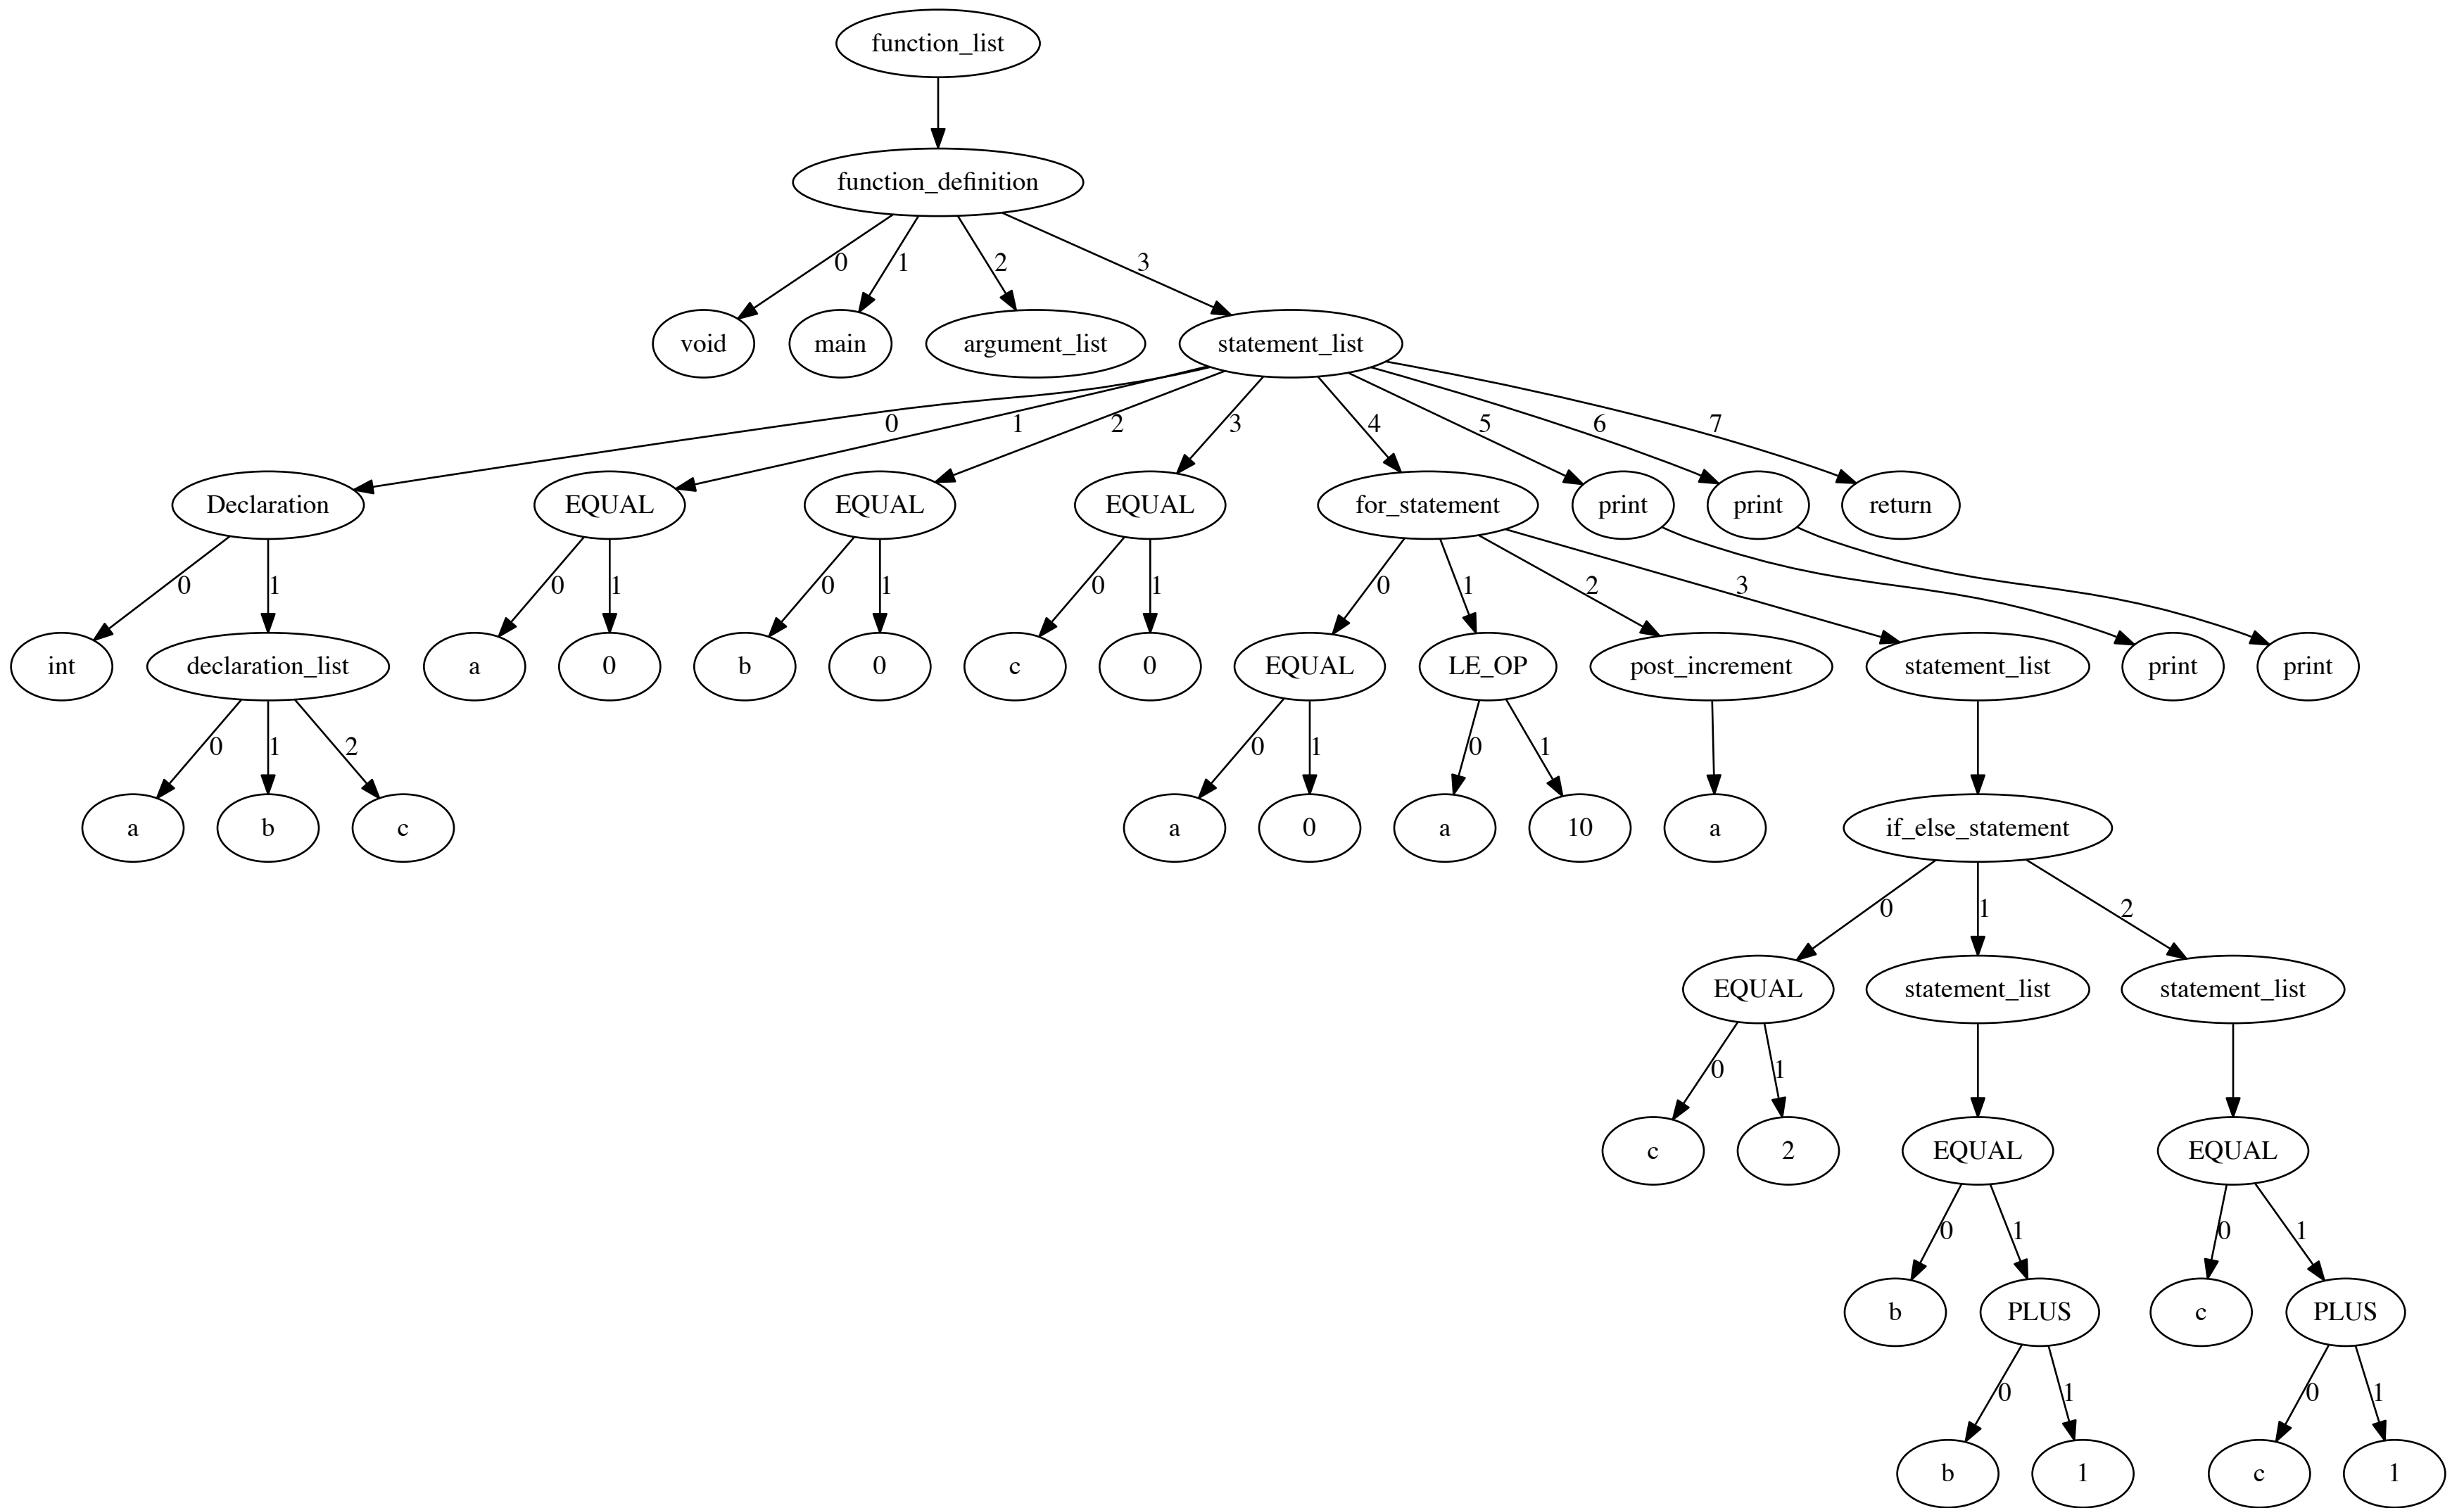 function_list
function_definition
0 1 2 3
void main argument_list statement_list
0 1 2 3 4 5 6 7
Declaration EQUAL EQUAL EQUAL for_statement print print return
0 1 0 1 0 1 0 1 0 1 2 3
int declaration_list a 0 b 0 c 0 EQUAL LE_OP post_increment statement_list print print
0 1 2 0 1 0 1
a b c a 0 a 10 a if_else_statement
0 1 2
EQUAL statement_list statement_list
0 1
c 2 EQUAL EQUAL
0 1 0 1
b PLUS c PLUS
0 1 0 1
b 1 c 1